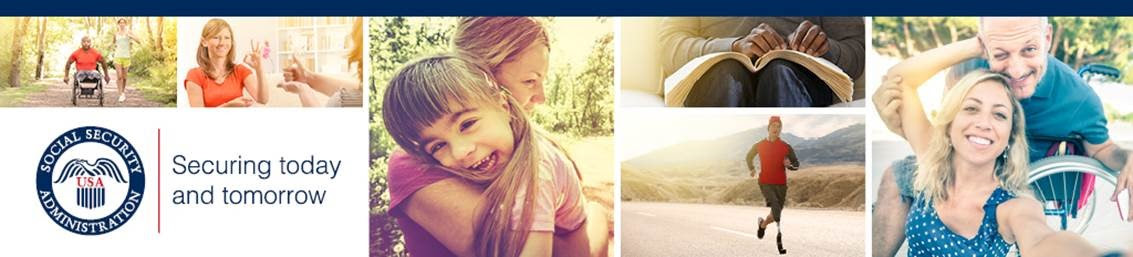 SOCIAL SECURITY
USA
ADMINISTRATION
Securing today
and tomorrow